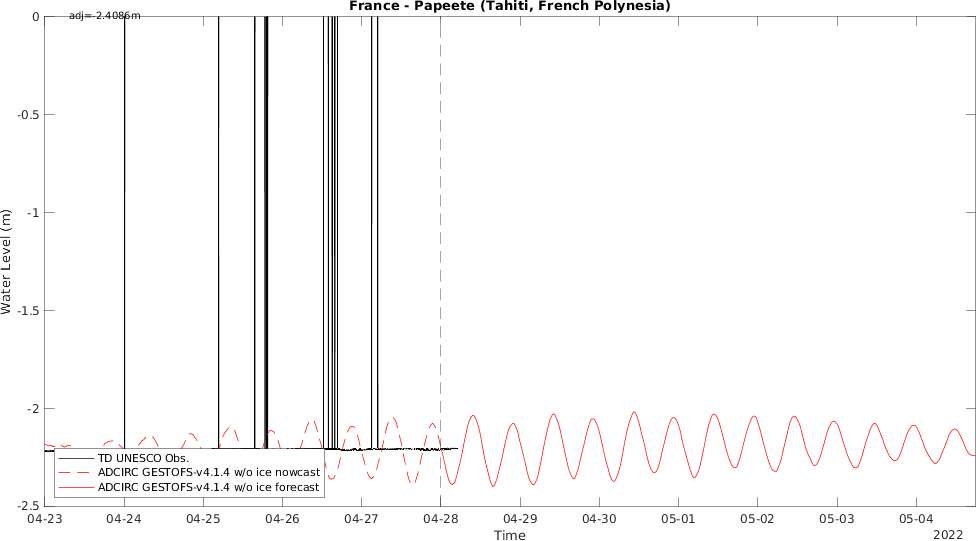 France - Papeete (Tahiti, French Polynesia)
adj=-2.4086m
0
-0.5
-1
-1.5
-2
-2.5
Water Level (m)
TD UNESCO Obs.
ADCIRC GESTOFS-v4.1.4 w/o ice nowcast
ADCIRC GESTOFS-v4.1.4 w/o ice forecast
04-23 04-24 04-25 04-26 04-27 04-28 04-29 04-30 05-01 05-02 05-03 05-04
Time
2022